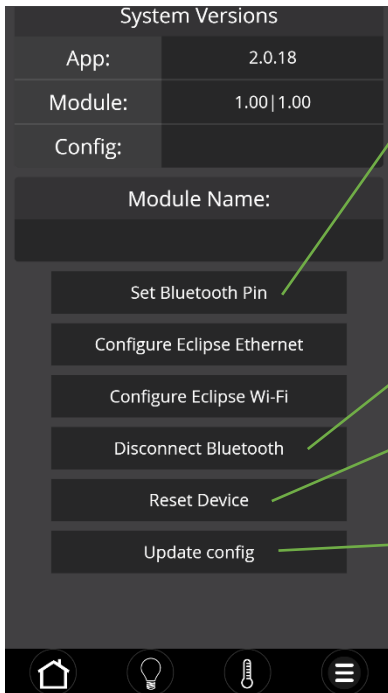 System Versions
App: 2.0.18
Module: 1.00|1.00
Config:
Module Name:
Set Bluetooth Pin
Configure Eclipse Ethernet
Configure Eclipse Wi-Fi
Disconnect Bluetooth
Reset Device
Update config